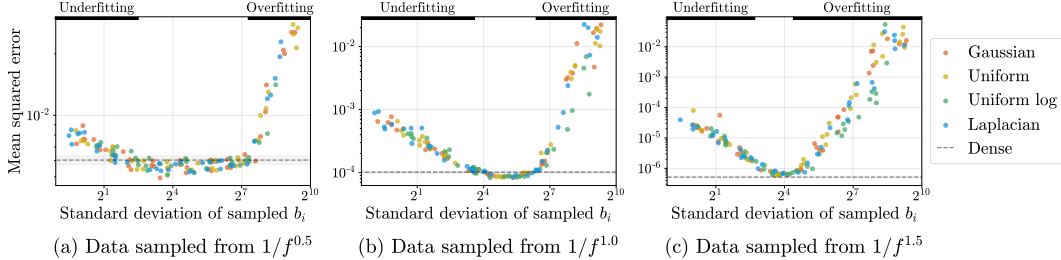 Underfitting Overfitting Underfitting Overfitting Underfitting Overfitting
Mean squared error
10^{-2}
2^1 2^4 2^7 2^{10}
Standard deviation of sampled b_i
(a) Data sampled from 1/f^{0.5}
10^{-2}
10^{-3}
10^{-4}
2^1 2^4 2^7 2^{10}
Standard deviation of sampled b_i
(b) Data sampled from 1/f^{1.0}
10^{-1}
10^{-2}
10^{-3}
10^{-4}
10^{-5}
10^{-6}
2^1 2^4 2^7 2^{10}
Standard deviation of sampled b_i
(c) Data sampled from 1/f^{1.5}
Gaussian
Uniform
Uniform log
Laplacian
Dense